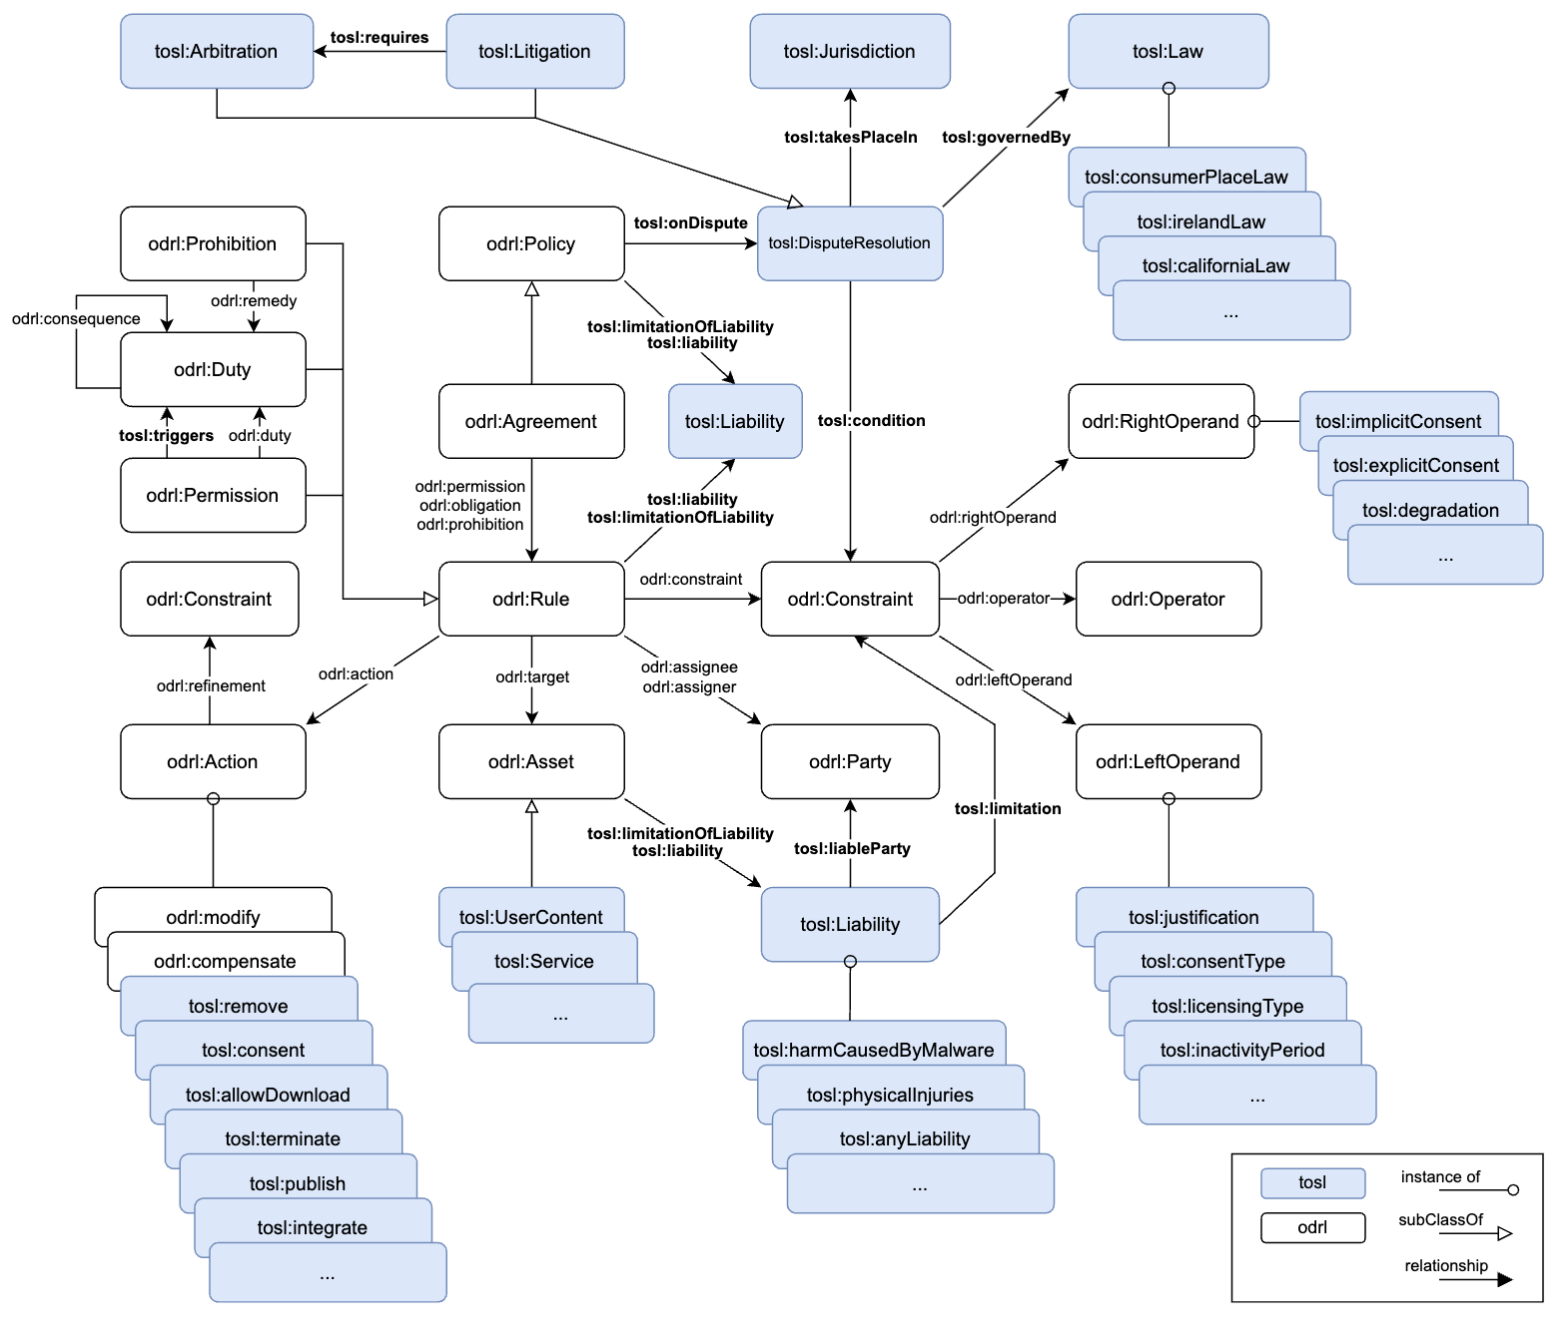 tosl:Arbitration
tosl:requires
tosl:Litigation
tosl:Jurisdiction
tosl:Law
tosl:takesPlaceIn
tosl:governedBy
tosl:consumerPlaceLaw
tosl:irelandLaw
tosl:californiaLaw
...
odrl:Prohibition
odrl:Policy
tosl:onDispute
tosl:DisputeResolution
odrl:remedy
odrl:consequence
odrl:Duty
tosl:limitationOfLiability
tosl:liability
tosl:triggers
odrl:duty
odrl:Agreement
tosl:Liability
tosl:condition
odrl:RightOperand
tosl:implicitConsent
tosl:explicitConsent
tosl:degradation
...
odrl:Permission
odrl:permission
odrl:obligation
odrl:prohibition
tosl:liability
tosl:limitationOfLiability
odrl:rightOperand
odrl:Constraint
odrl:Rule
odrl:constraint
odrl:Constraint
odrl:operator
odrl:Operator
odrl:refinement
odrl:action
odrl:target
odrl:assignee
odrl:assigner
odrl:leftOperand
odrl:Action
odrl:Asset
odrl:Party
odrl:LeftOperand
tosl:limitationOfLiability
tosl:liability
tosl:liableParty
tosl:limitation
odrl:modify
odrl:compensate
tosl:remove
tosl:consent
tosl:allowDownload
tosl:terminate
tosl:publish
tosl:integrate
...
tosl:UserContent
tosl:Service
...
tosl:Liability
tosl:harmCausedByMalware
tosl:physicalInjuries
tosl:anyLiability
...
tosl:justification
tosl:consentType
tosl:licensingType
tosl:inactivityPeriod
...
tosl
instance of
odrl
subClassOf
relationship